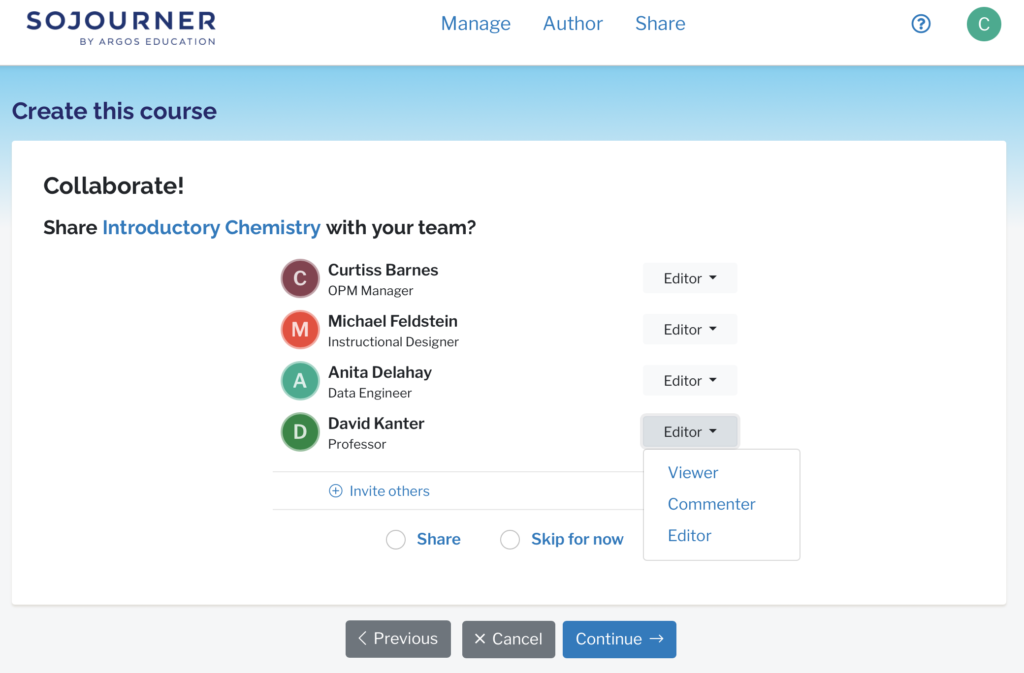 SOJOURNER
BY ARGOS EDUCATION
Manage Author Share
?
C
Create this course
Collaborate!
Share Introductory Chemistry with your team?
C
Curtiss Barnes
OPM Manager
Editor
M
Michael Feldstein
Instructional Designer
Editor
A
Anita Delahay
Data Engineer
Editor
D
David Kanter
Professor
Editor
Viewer
Commenter
Editor
Invite others
Share Skip for now
Previous Cancel Continue